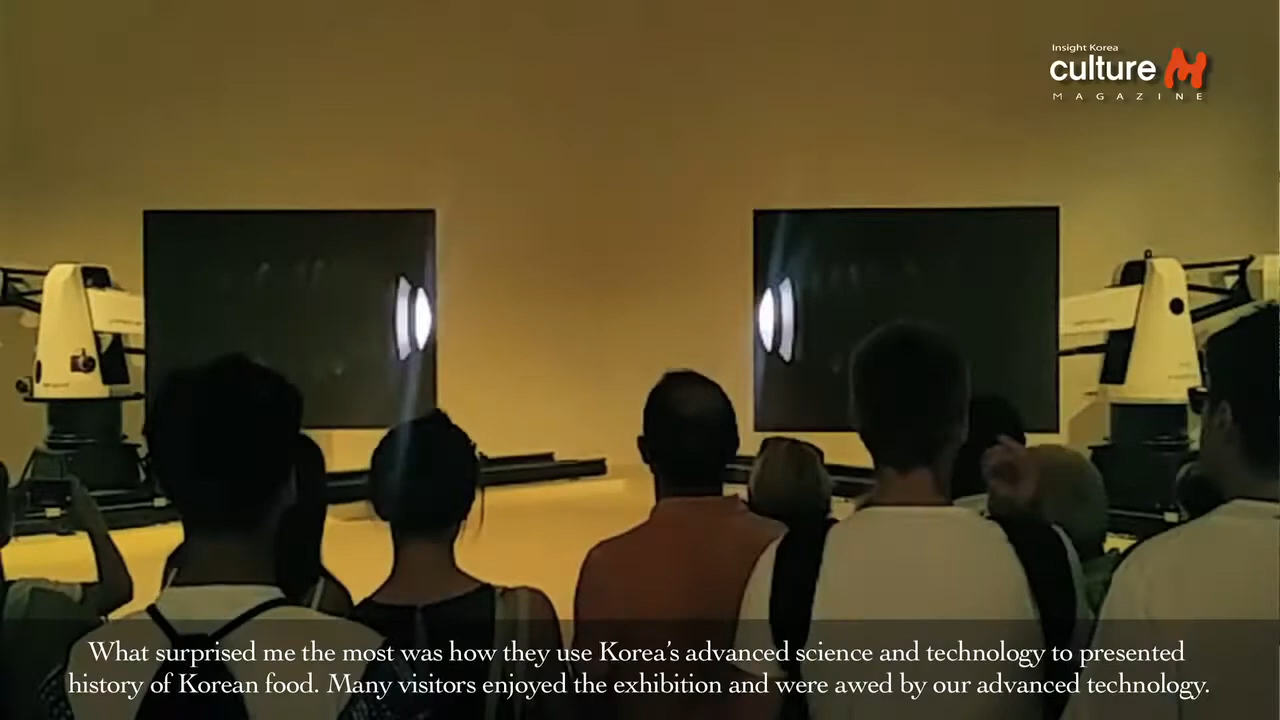 Insight Korea
culture M
MAGAZINE
What surprised me the most was how they use Korea's advanced science and technology to presented
history of Korean food. Many visitors enjoyed the exhibition and were awed by our advanced technology.